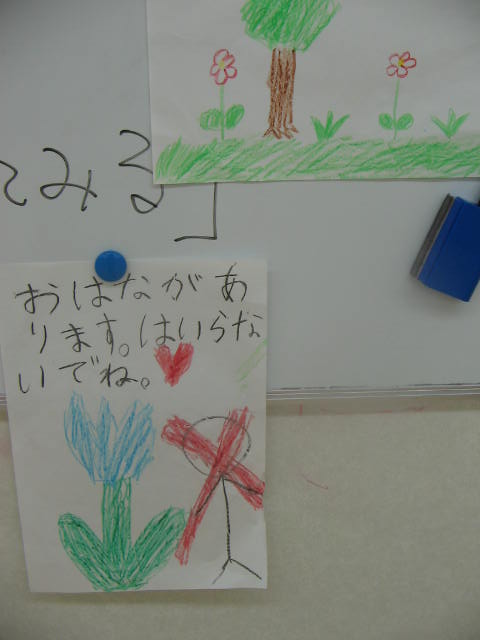 てみる」
おはながあ
ります。はいらな
いでね。